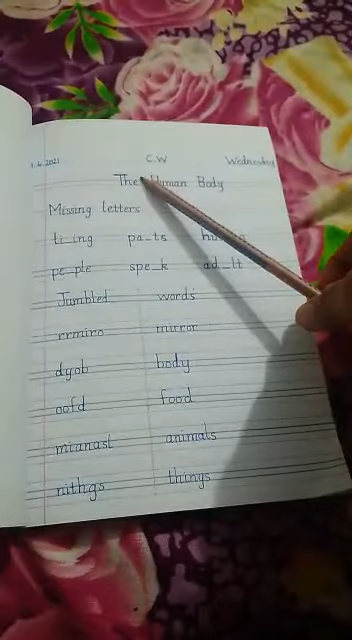 1.6.2021 C.W Wednesday
The Human Body
Missing letters
li_ing pa_ts
pe_ple spe_k ad_lt
Jumbled words
rrmiro mirror
dyob body
oofd food
mianasl animals
nithgs things